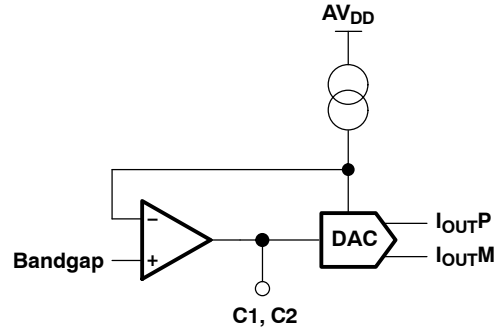 AVDD
−
DAC
IOUTP
Bandgap
+
IOUTM
C1, C2